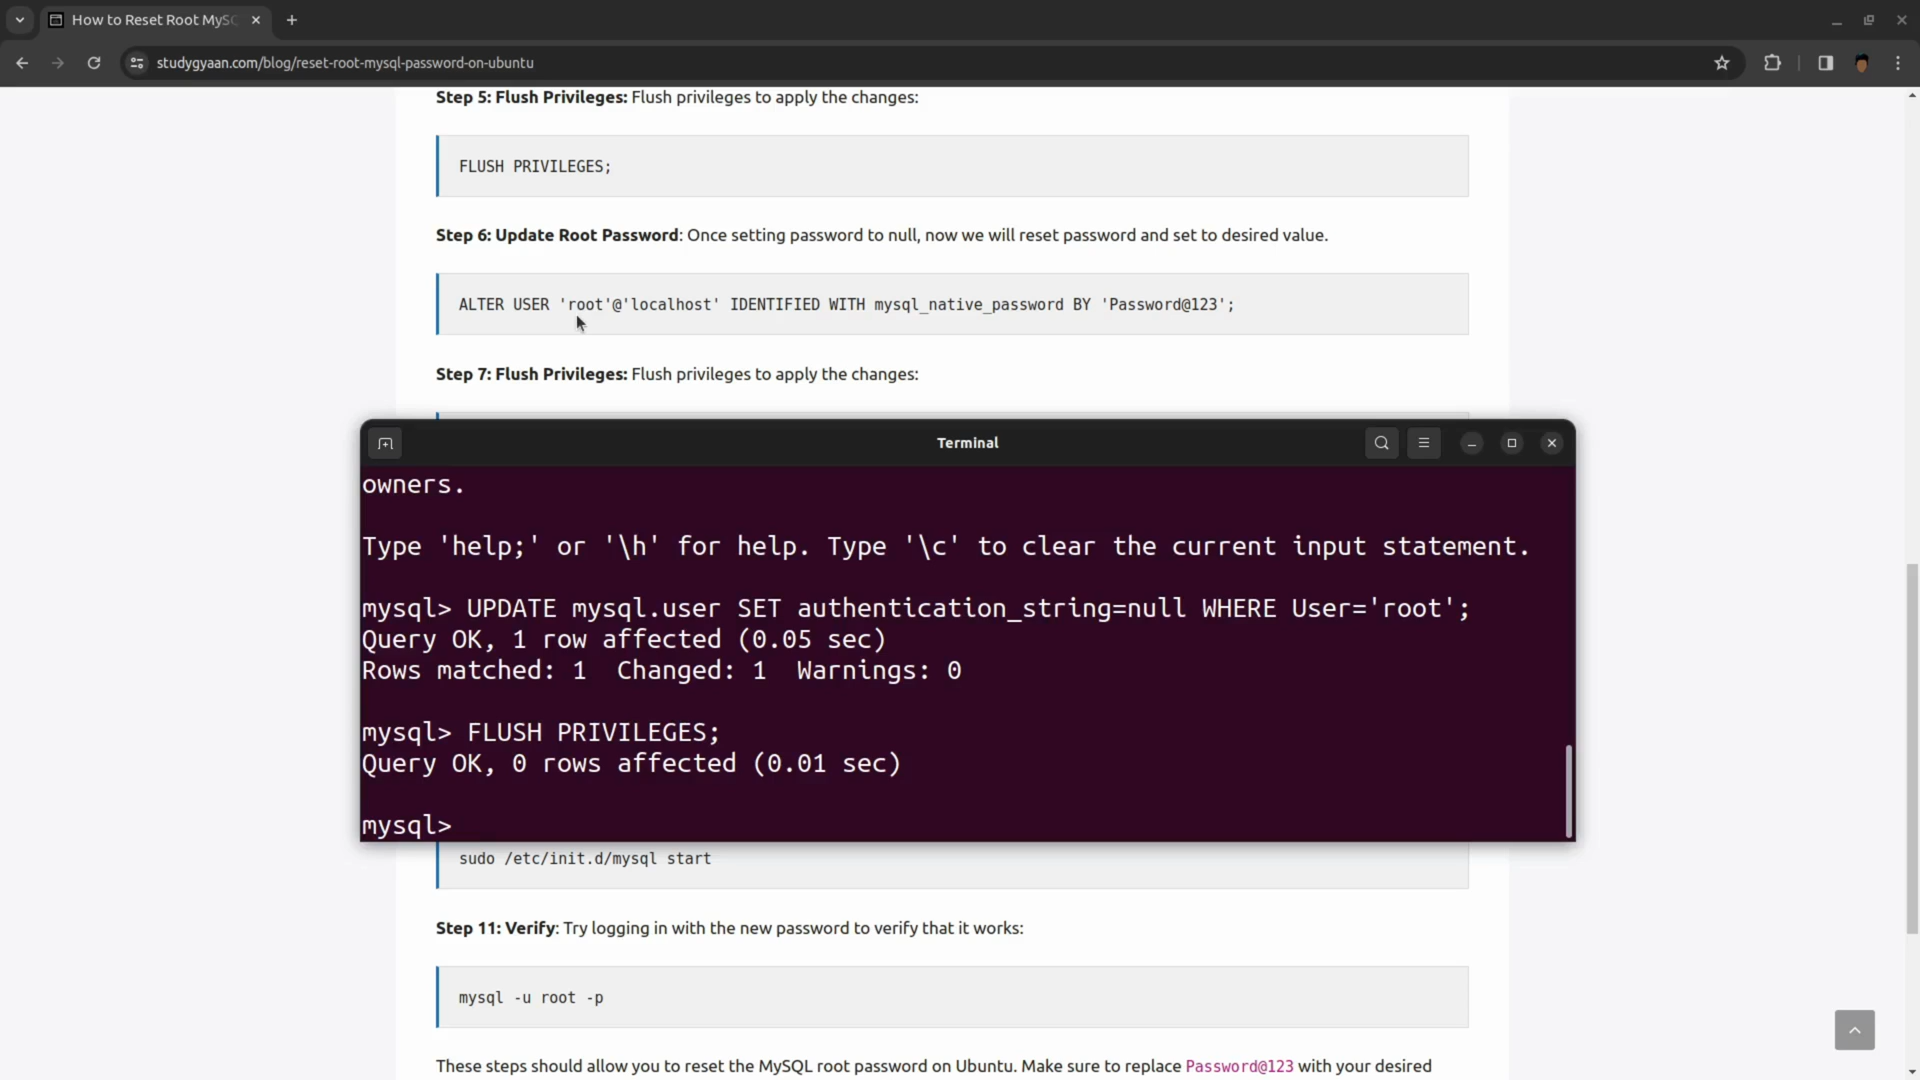 How to Reset Root MySQ
studygyaan.com/blog/reset-root-mysql-password-on-ubuntu
Step 5: Flush Privileges: Flush privileges to apply the changes:
FLUSH PRIVILEGES;
Step 6: Update Root Password: Once setting password to null, now we will reset password and set to desired value.
ALTER USER 'root'@'localhost' IDENTIFIED WITH mysql_native_password BY 'Password@123';
Step 7: Flush Privileges: Flush privileges to apply the changes:
Terminal
owners.
Type 'help;' or '\h' for help. Type '\c' to clear the current input statement.
mysql> UPDATE mysql.user SET authentication_string=null WHERE User='root';
Query OK, 1 row affected (0.05 sec)
Rows matched: 1  Changed: 1  Warnings: 0
mysql> FLUSH PRIVILEGES;
Query OK, 0 rows affected (0.01 sec)
mysql>
sudo /etc/init.d/mysql start
Step 11: Verify: Try logging in with the new password to verify that it works:
mysql -u root -p
These steps should allow you to reset the MySQL root password on Ubuntu. Make sure to replace Password@123 with your desired